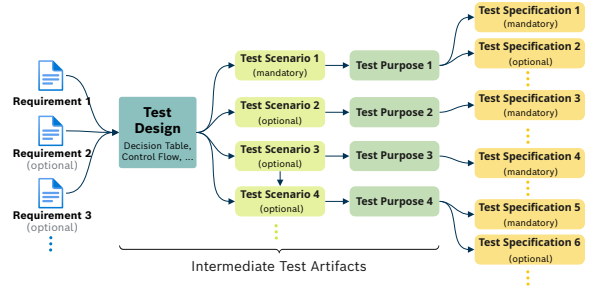 Requirement 1
Requirement 2
(optional)
Requirement 3
(optional)
Test
Design
Decision Table,
Control Flow, ...
Test Scenario 1
(mandatory)
Test Scenario 2
(optional)
Test Scenario 3
(optional)
Test Scenario 4
(optional)
Test Purpose 1
Test Purpose 2
Test Purpose 3
Test Purpose 4
Test Specification 1
(mandatory)
Test Specification 2
(optional)
Test Specification 3
(mandatory)
Test Specification 4
(mandatory)
Test Specification 5
(mandatory)
Test Specification 6
(optional)
Intermediate Test Artifacts